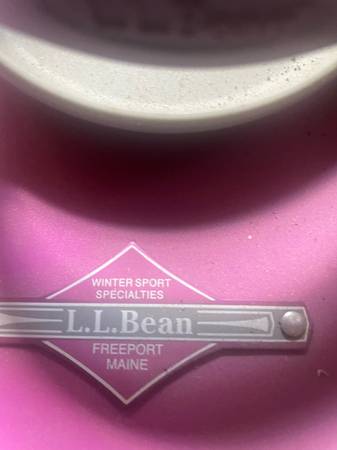 WINTER SPORT
SPECIALTIES
L.L.Bean
FREEPORT
MAINE